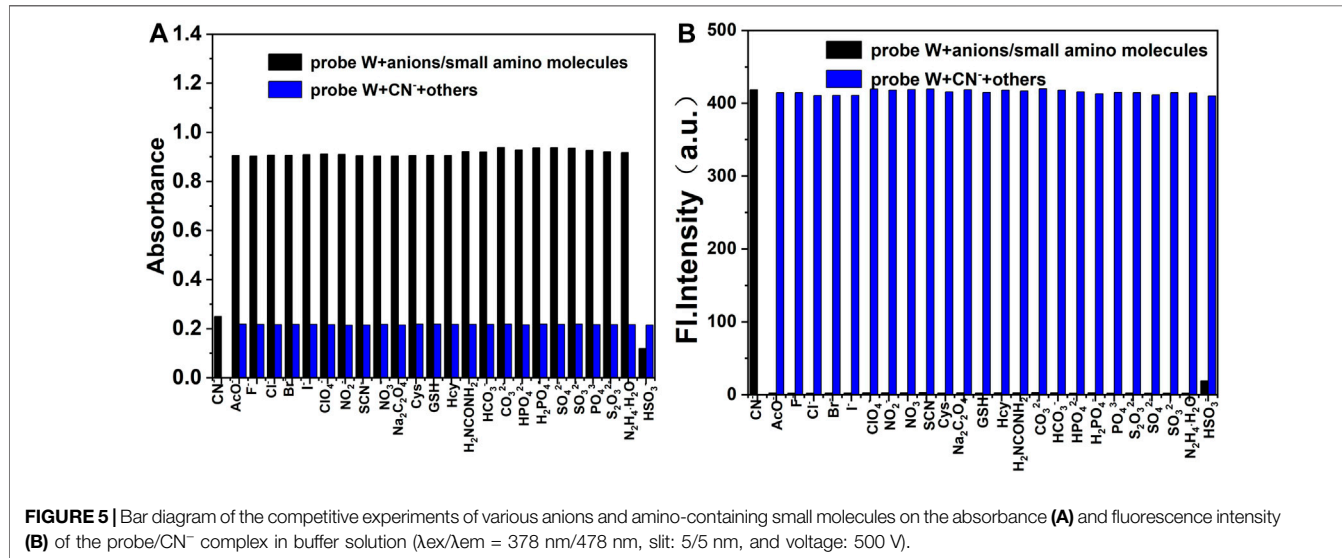 A
1.4
1.2
1.0
0.8
0.6
0.4
0.2
0.0
Absorbance
probe W+anions/small amino molecules
probe W+CN⁻+others
CN⁻
AcO⁻
F⁻
Cl⁻
Br⁻
I⁻
ClO₄⁻
NO₂⁻
SCN⁻
NO₃⁻
Na₂C₂O₄
Cys
GSH
Hcy
H₂NCONH₂
HCO₃⁻
CO₃²⁻
HPO₄²⁻
H₂PO₄⁻
SO₄²⁻
SO₃²⁻
PO₄³⁻
S₂O₃²⁻
N₂H₄·H₂O
HSO₃⁻
B
500
400
300
200
100
0
Fl.Intensity（a.u.）
probe W+anions/small amino molecules
probe W+CN⁻+others
CN⁻
AcO⁻
F⁻
Cl⁻
Br⁻
I⁻
ClO₄⁻
NO₂⁻
NO₃⁻
SCN⁻
Cys
Na₂C₂O₄
GSH
Hcy
H₂NCONH₂
CO₃²⁻
HCO₃⁻
HPO₄²⁻
H₂PO₄⁻
PO₄³⁻
S₂O₃²⁻
SO₄²⁻
SO₃²⁻
N₂H₄·H₂O
HSO₃⁻
FIGURE 5 | Bar diagram of the competitive experiments of various anions and amino-containing small molecules on the absorbance (A) and fluorescence intensity
(B) of the probe/CN⁻ complex in buffer solution (λex/λem = 378 nm/478 nm, slit: 5/5 nm, and voltage: 500 V).